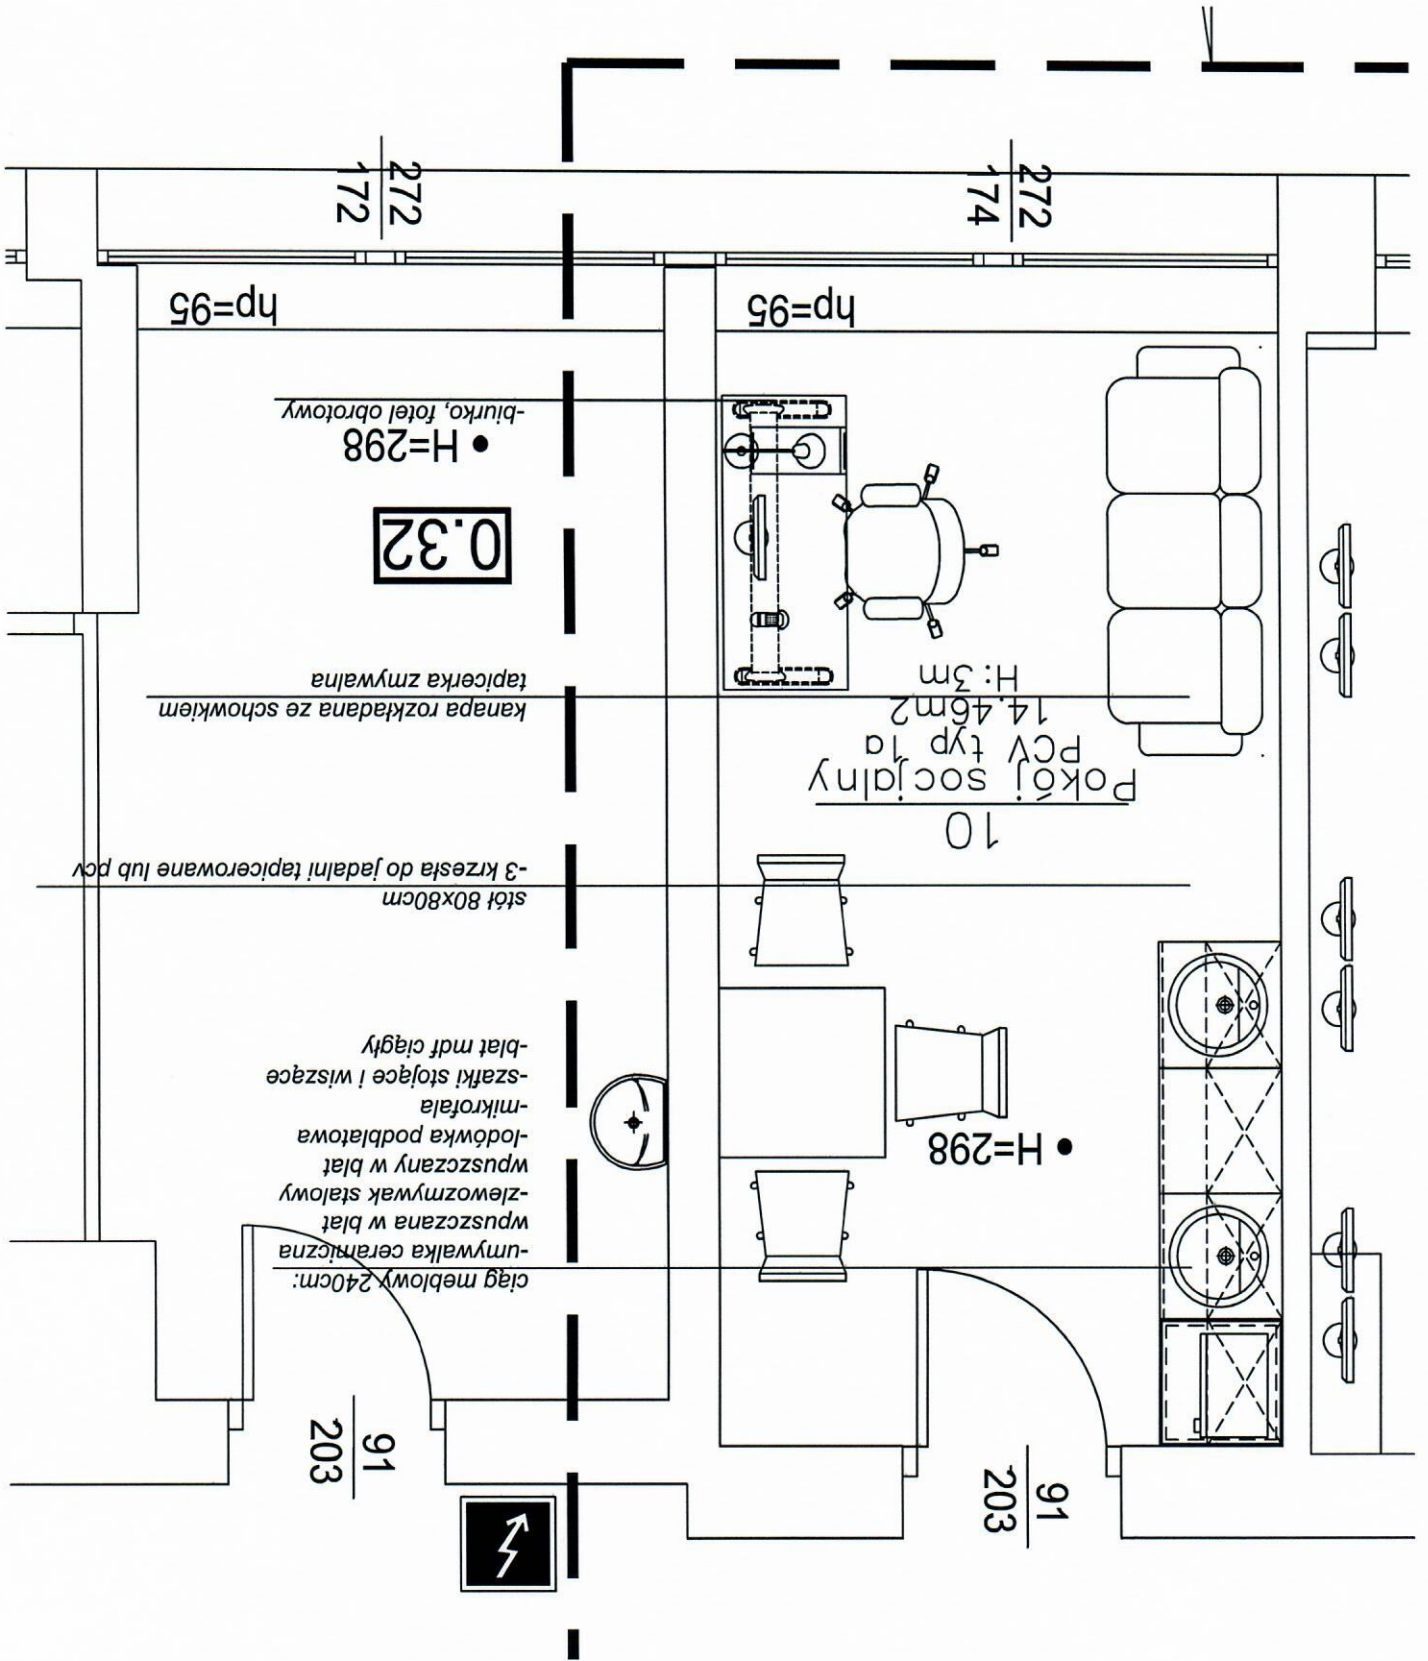 91
203
91
203
ciąg meblowy 240cm:
-umywalka ceramiczna
wpuszczana w blat
-zlewozmywak stalowy
wpuszczany w blat
-lodówka podblatowa
-mikrofala
-szafki stojące i wiszące
-blat mdf ciągły
• H=298
stół 80x80cm
-3 krzesła do jadalni tapicerowane lub pcv
10
Pokój socjalny
PCV typ 1a
14.46m2
H:3m
kanapa rozkładana ze schowkiem
tapicerka zmywalna
0.32
• H=298
-biurko, fotel obrotowy
hp=95
hp=95
272
174
272
172